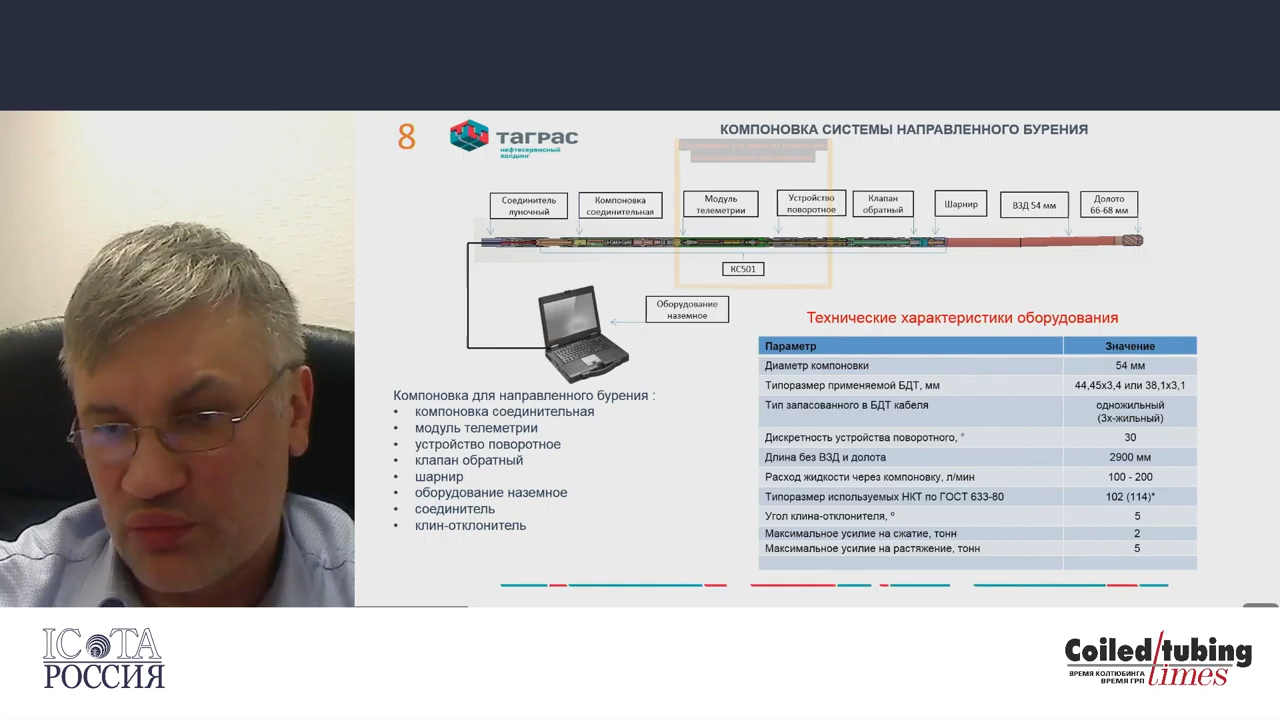 8
ТАГРАС
нефтесервисный
холдинг
КОМПОНОВКА СИСТЕМЫ НАПРАВЛЕННОГО БУРЕНИЯ
Соединитель
луночный
Компоновка
соединительная
Модуль
телеметрии
Устройство
поворотное
Клапан
обратный
Шарнир
ВЗД 54 мм
Долото
66-68 мм
КС501
Оборудование
наземное
Технические характеристики оборудования
Параметр Значение
Диаметр компоновки 54 мм
Типоразмер применяемой БДТ, мм 44,45х3,4 или 38,1х3,1
Тип запасованного в БДТ кабеля одножильный
(3х-жильный)
Дискретность устройства поворотного, ° 30
Длина без ВЗД и долота 2900 мм
Расход жидкости через компоновку, л/мин 100 - 200
Типоразмер используемых НКТ по ГОСТ 633-80 102 (114)*
Угол клина-отклонителя, ° 5
Максимальное усилие на сжатие, тонн 2
Максимальное усилие на растяжение, тонн 5
Компоновка для направленного бурения :
• компоновка соединительная
• модуль телеметрии
• устройство поворотное
• клапан обратный
• шарнир
• оборудование наземное
• соединитель
• клин-отклонитель
ICoTA
РОССИЯ
Coiled tubing
times
ВРЕМЯ КОЛТЮБИНГА
ВРЕМЯ ГРП